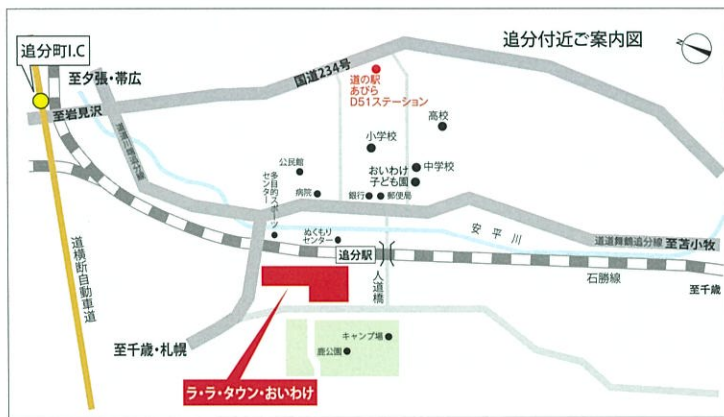 追分付近ご案内図
追分町I.C
至夕張・帯広
国道234号
道の駅
あびら
D51ステーション
至岩見沢
高校
小学校
道道川端追分線
公民館
おいわけ
子ども園
中学校
多目的スポーツ
センター
病院
銀行
郵便局
安平川
道道舞鶴追分線
至苫小牧
ぬくもり
センター
追分駅
道横断自動車道
人道橋
石勝線
至千歳
至千歳・札幌
キャンプ場
鹿公園
ラ・ラ・タウン・おいわけ